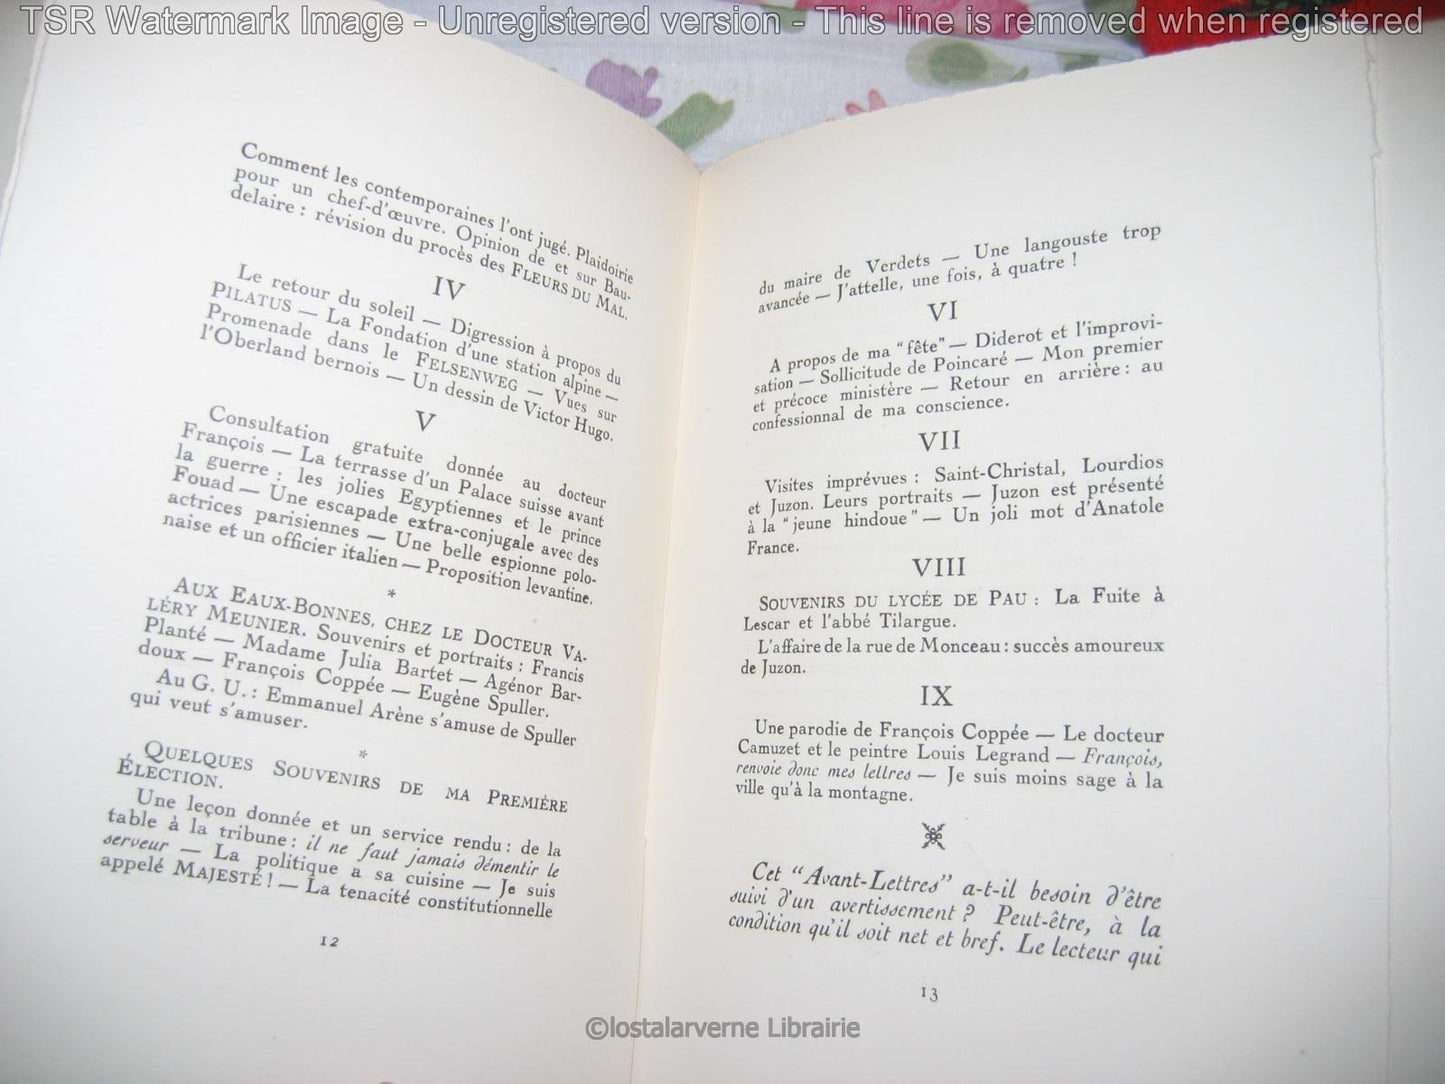 TSR Watermark Image - Unregistered version - This line is removed when registered
Comment les contemporaines l'ont jugé. Plaidoirie
pour un chef-d'œuvre. Opinion de et sur Bau-
delaire : révision du procès des FLEURS DU MAL.
IV
Le retour du soleil — Digression à propos du
PILATUS — La Fondation d'une station alpine —
Promenade dans le FELSENWEG — Vues sur
l'Oberland bernois — Un dessin de Victor Hugo.
V
Consultation gratuite donnée au docteur
François — La terrasse d'un Palace suisse avant
la guerre : les jolies Egyptiennes et le prince
Fouad — Une escapade extra-conjugale avec des
actrices parisiennes — Une belle espionne polo-
naise et un officier italien — Proposition levantine.
*
AUX EAUX-BONNES, CHEZ LE DOCTEUR VA-
LÉRY MEUNIER. Souvenirs et portraits : Francis
Planté — Madame Julia Bartet — Agénor Bar-
doux — François Coppée — Eugène Spuller.
Au G. U. : Emmanuel Arène s'amuse de Spuller
qui veut s'amuser.
*
QUELQUES SOUVENIRS DE MA PREMIÈRE
ÉLECTION.
Une leçon donnée et un service rendu : de la
table à la tribune : il ne faut jamais démentir le
serveur — La politique a sa cuisine — Je suis
appelé MAJESTÉ ! — La tenacité constitutionnelle
12
du maire de Verdets — Une langouste trop
avancée — J'attelle, une fois, à quatre !
VI
A propos de ma "fête" — Diderot et l'improvi-
sation — Sollicitude de Poincaré — Mon premier
et précoce ministère — Retour en arrière : au
confessionnal de ma conscience.
VII
Visites imprévues : Saint-Christal, Lourdios
et Juzon. Leurs portraits — Juzon est présenté
à la "jeune hindoue" — Un joli mot d'Anatole
France.
VIII
SOUVENIRS DU LYCÉE DE PAU : La Fuite à
Lescar et l'abbé Tilargue.
L'affaire de la rue de Monceau : succès amoureux
de Juzon.
IX
Une parodie de François Coppée — Le docteur
Camuzet et le peintre Louis Legrand — François,
renvoie donc mes lettres — Je suis moins sage à la
ville qu'à la montagne.
Cet "Avant-Lettres" a-t-il besoin d'être
suivi d'un avertissement ? Peut-être, à la
condition qu'il soit net et bref. Le lecteur qui
13
©lostalarverne Librairie